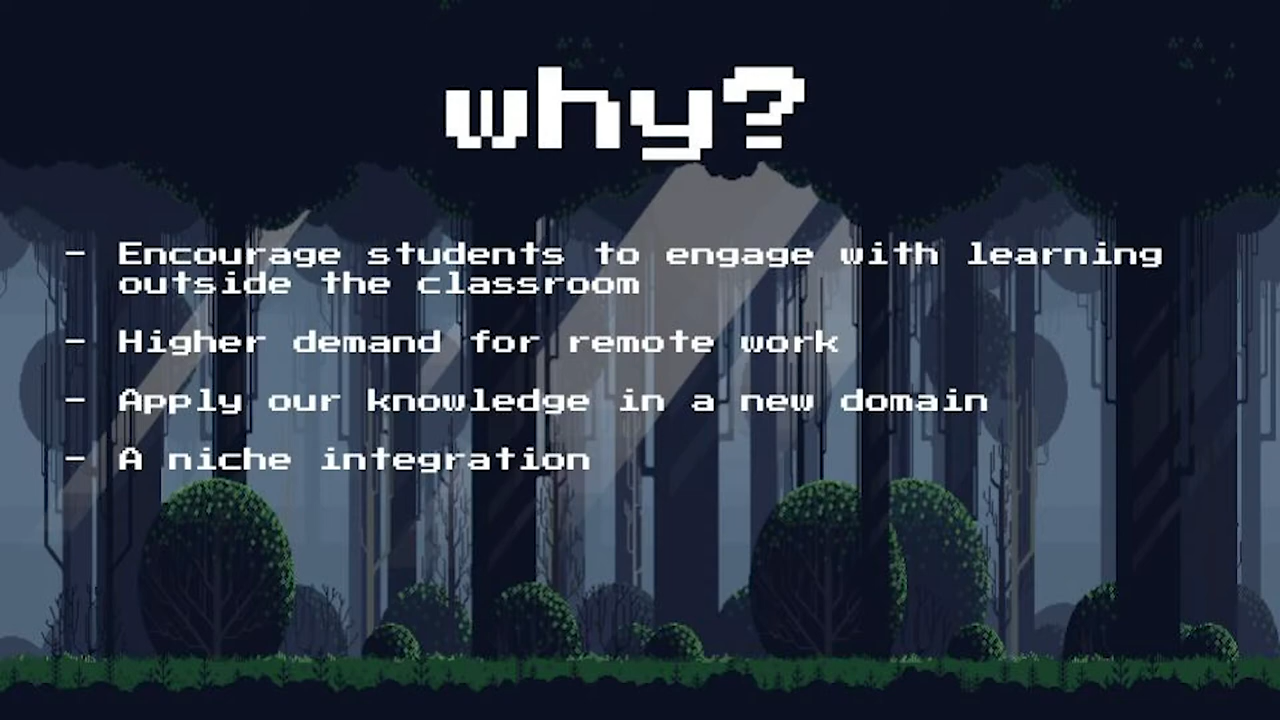 why?
- Encourage students to engage with learning
outside the classroom
- Higher demand for remote work
- Apply our knowledge in a new domain
- A niche integration